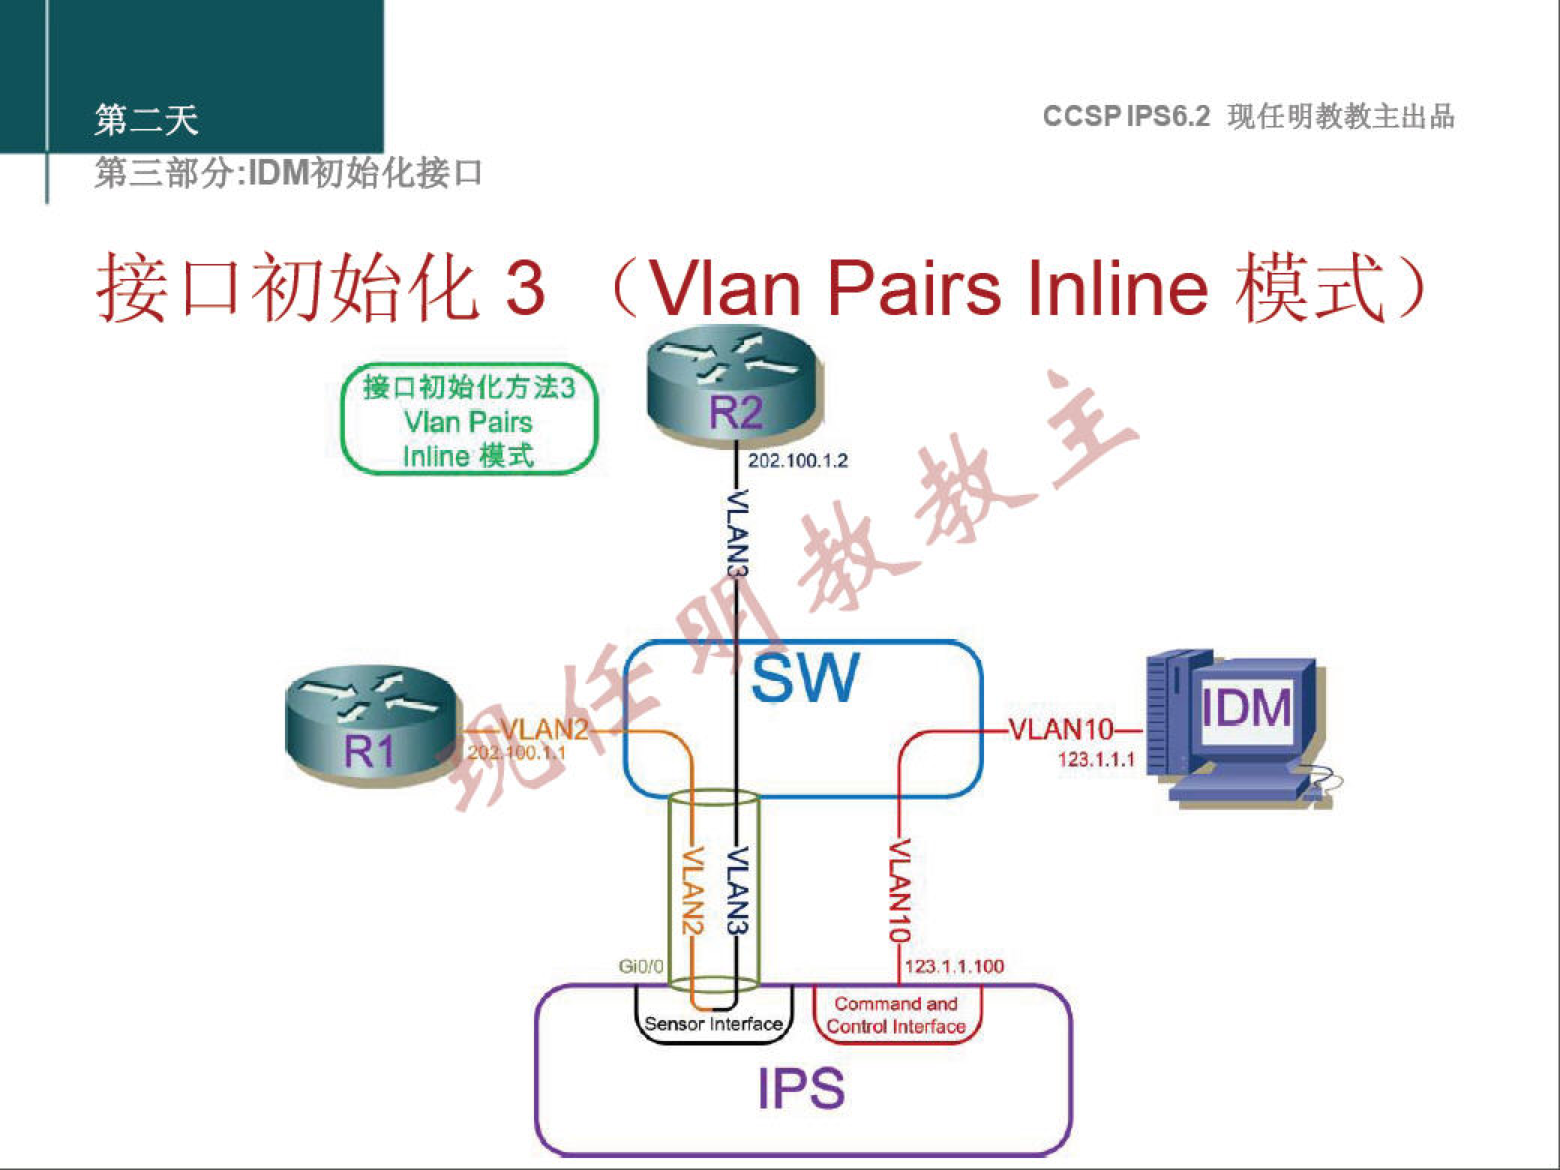 第二天
CCSP IPS6.2 现任明教教主出品
第三部分:IDM初始化接口
接口初始化 3 （Vlan Pairs Inline 模式）
接口初始化方法3
Vlan Pairs
Inline 模式
R2
202.100.1.2
VLAN3
现任明教教主
SW
R1
VLAN2
202.100.1.1
VLAN10
123.1.1.1
IDM
VLAN2
VLAN3
VLAN10
Gi0/0
123.1.1.100
Sensor Interface
Command and
Control Interface
IPS